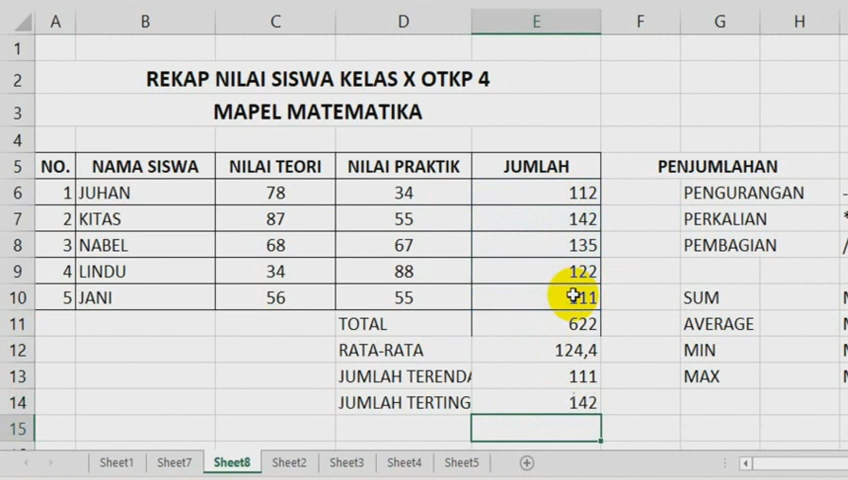 A B C D E F G H
1
2 REKAP NILAI SISWA KELAS X OTKP 4
3 MAPEL MATEMATIKA
4
5 NO. NAMA SISWA NILAI TEORI NILAI PRAKTIK JUMLAH PENJUMLAHAN
6 1 JUHAN 78 34 112 PENGURANGAN -
7 2 KITAS 87 55 142 PERKALIAN *
8 3 NABEL 68 67 135 PEMBAGIAN /
9 4 LINDU 34 88 122
10 5 JANI 56 55 111 SUM
11 TOTAL 622 AVERAGE
12 RATA-RATA 124,4 MIN
13 JUMLAH TERENDA 111 MAX
14 JUMLAH TERTING 142
15
Sheet1 Sheet7 Sheet8 Sheet2 Sheet3 Sheet4 Sheet5